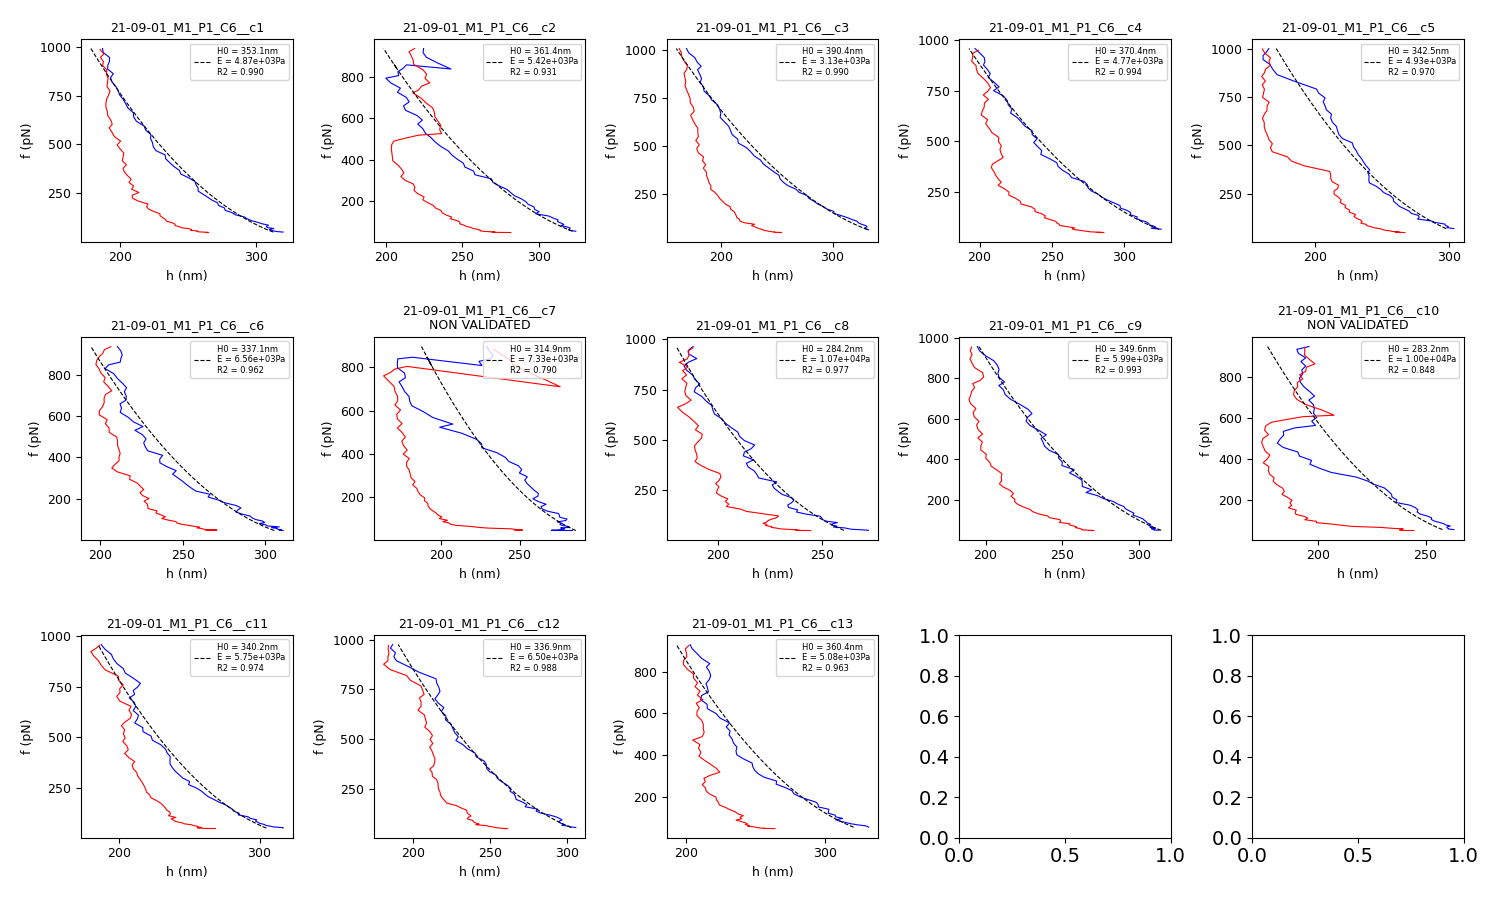 21-09-01_M1_P1_C6__c1
H0 = 353.1nm
E = 4.87e+03Pa
R2 = 0.990
1000
750
500
250
200
300
f (pN)
h (nm)
21-09-01_M1_P1_C6__c2
H0 = 361.4nm
E = 5.42e+03Pa
R2 = 0.931
800
600
400
200
200
250
300
f (pN)
h (nm)
21-09-01_M1_P1_C6__c3
H0 = 390.4nm
E = 3.13e+03Pa
R2 = 0.990
1000
750
500
250
200
300
f (pN)
h (nm)
21-09-01_M1_P1_C6__c4
H0 = 370.4nm
E = 4.77e+03Pa
R2 = 0.994
1000
750
500
250
200
250
300
f (pN)
h (nm)
21-09-01_M1_P1_C6__c5
H0 = 342.5nm
E = 4.93e+03Pa
R2 = 0.970
1000
750
500
250
200
300
f (pN)
h (nm)
21-09-01_M1_P1_C6__c6
H0 = 337.1nm
E = 6.56e+03Pa
R2 = 0.962
800
600
400
200
200
250
300
f (pN)
h (nm)
21-09-01_M1_P1_C6__c7
NON VALIDATED
H0 = 314.9nm
E = 7.33e+03Pa
R2 = 0.790
800
600
400
200
200
250
f (pN)
h (nm)
21-09-01_M1_P1_C6__c8
H0 = 284.2nm
E = 1.07e+04Pa
R2 = 0.977
1000
750
500
250
200
250
f (pN)
h (nm)
21-09-01_M1_P1_C6__c9
H0 = 349.6nm
E = 5.99e+03Pa
R2 = 0.993
1000
800
600
400
200
200
250
300
f (pN)
h (nm)
21-09-01_M1_P1_C6__c10
NON VALIDATED
H0 = 283.2nm
E = 1.00e+04Pa
R2 = 0.848
800
600
400
200
200
250
f (pN)
h (nm)
21-09-01_M1_P1_C6__c11
H0 = 340.2nm
E = 5.75e+03Pa
R2 = 0.974
1000
750
500
250
200
300
f (pN)
h (nm)
21-09-01_M1_P1_C6__c12
H0 = 336.9nm
E = 6.50e+03Pa
R2 = 0.988
1000
750
500
250
200
250
300
f (pN)
h (nm)
21-09-01_M1_P1_C6__c13
H0 = 360.4nm
E = 5.08e+03Pa
R2 = 0.963
800
600
400
200
200
300
f (pN)
h (nm)
1.0
0.8
0.6
0.4
0.2
0.0
0.0
0.5
1.0
1.0
0.8
0.6
0.4
0.2
0.0
0.0
0.5
1.0